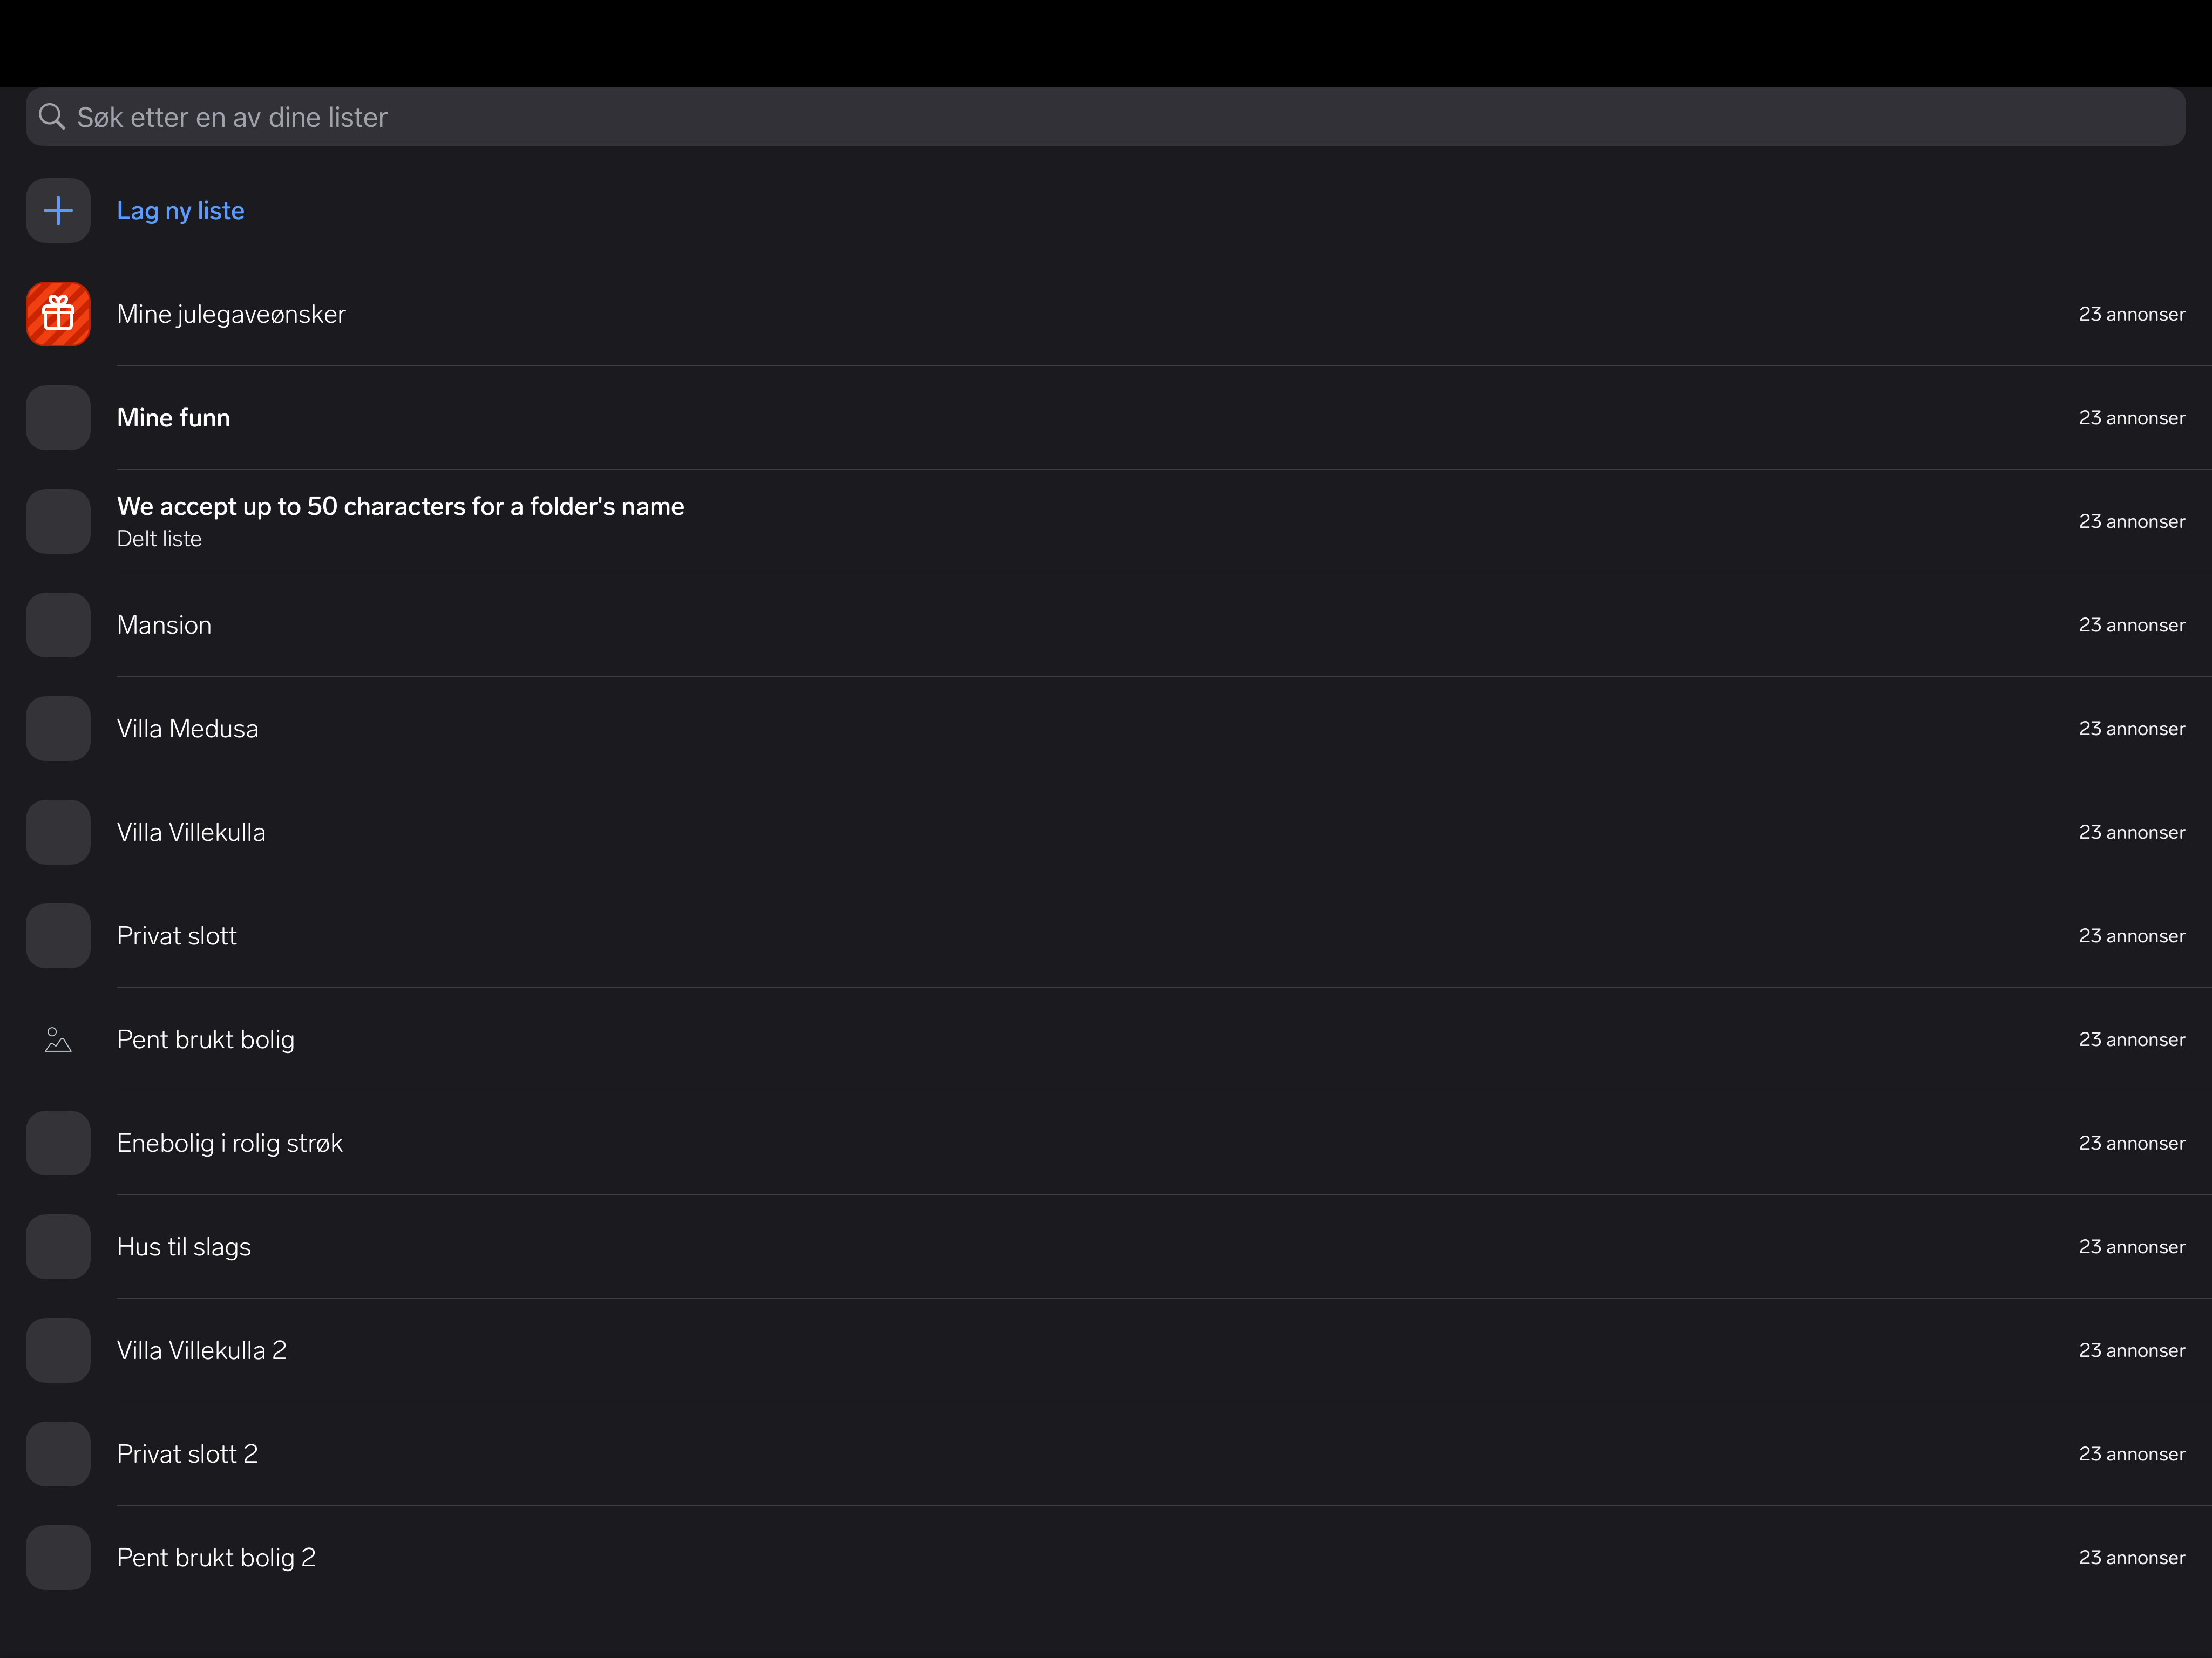 Søk etter en av dine lister
Lag ny liste
Mine julegaveønsker
23 annonser
Mine funn
23 annonser
We accept up to 50 characters for a folder's name
Delt liste
23 annonser
Mansion
23 annonser
Villa Medusa
23 annonser
Villa Villekulla
23 annonser
Privat slott
23 annonser
Pent brukt bolig
23 annonser
Enebolig i rolig strøk
23 annonser
Hus til slags
23 annonser
Villa Villekulla 2
23 annonser
Privat slott 2
23 annonser
Pent brukt bolig 2
23 annonser